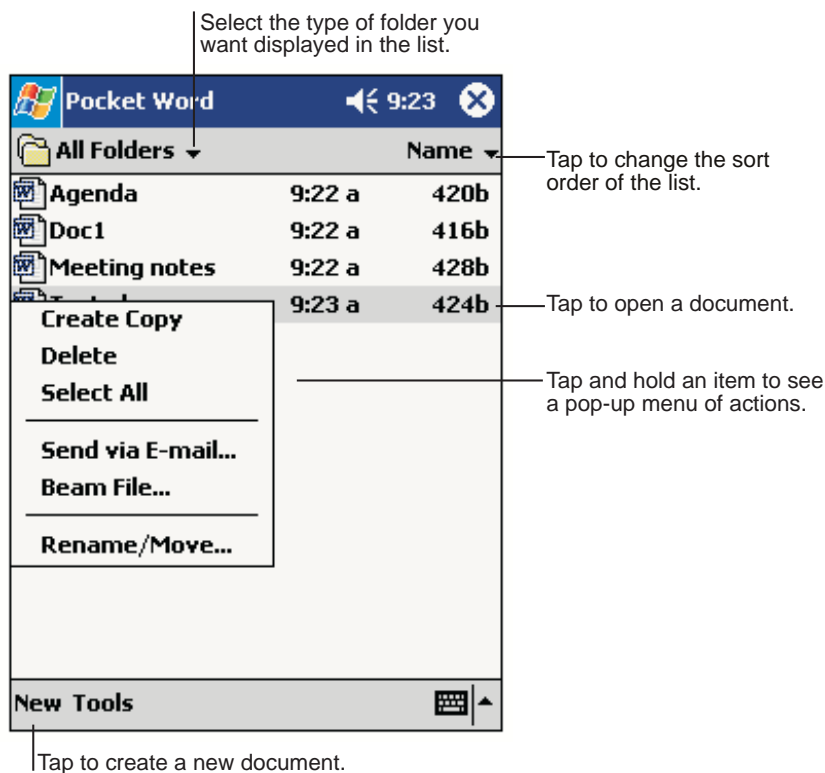 Select the type of folder you
want displayed in the list.
Pocket Word 9:23
All Folders Name
Tap to change the sort
order of the list.
Agenda 9:22 a 420b
Doc1 9:22 a 416b
Meeting notes 9:22 a 428b
9:23 a 424b
Tap to open a document.
Create Copy
Delete
Select All
Tap and hold an item to see
a pop-up menu of actions.
Send via E-mail...
Beam File...
Rename/Move...
New Tools
Tap to create a new document.